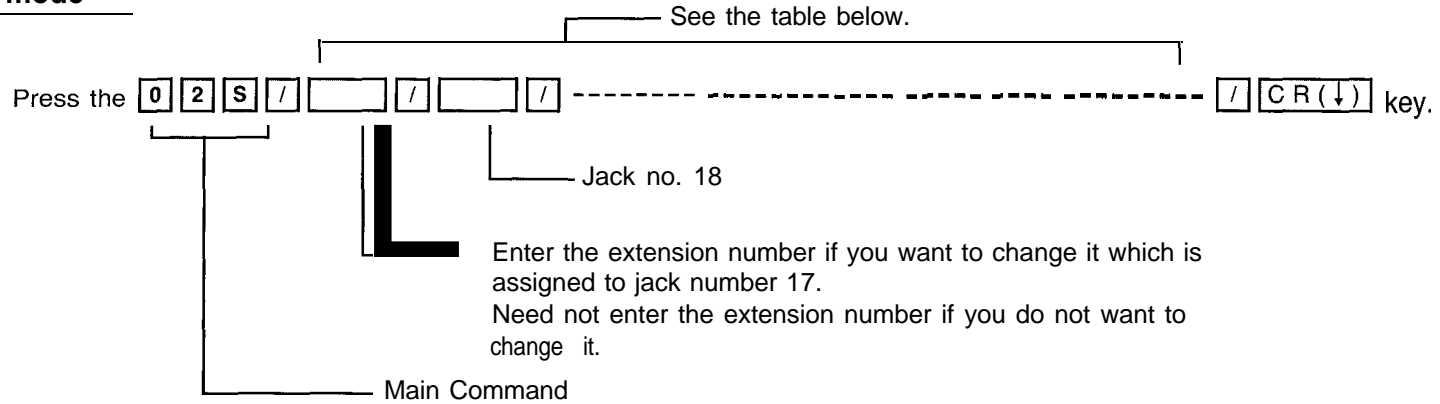 mode
See the table below.
Press the 0 2 S / / / / CR(↓) key.
Jack no. 18
Enter the extension number if you want to change it which is
assigned to jack number 17.
Need not enter the extension number if you do not want to
change it.
Main Command